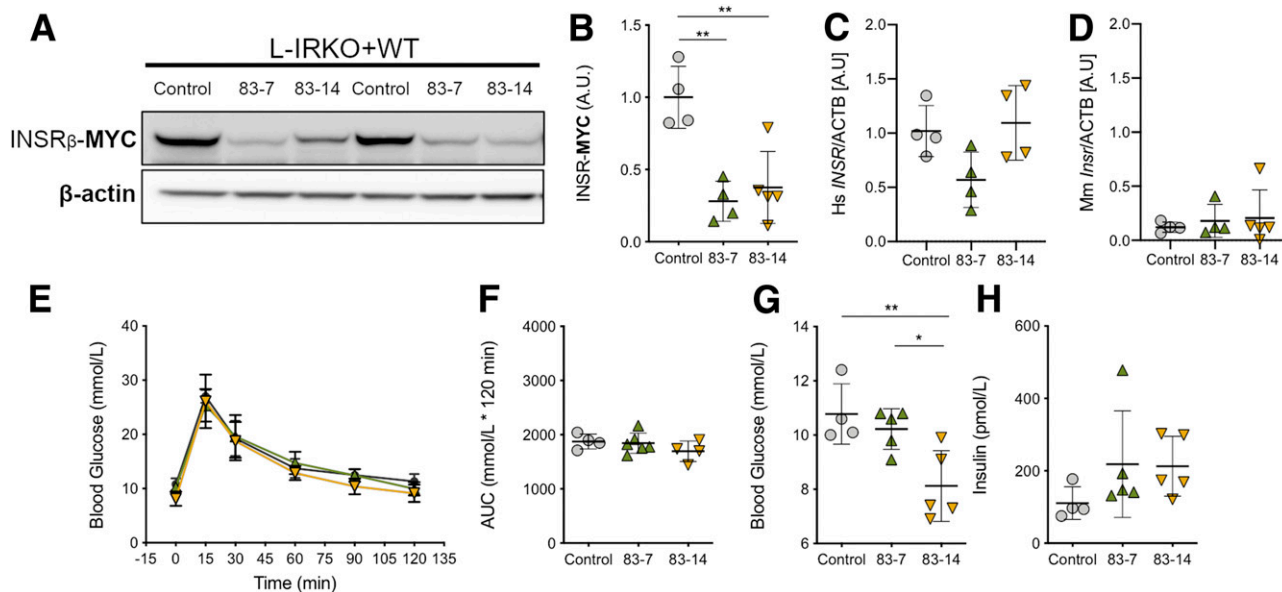 A
L-IRKO+WT
Control 83-7 83-14 Control 83-7 83-14
INSRβ-MYC
β-actin
B
INSR-MYC (A.U.)
1.5
1.0
0.5
0.0
**
**
Control 83-7 83-14
C
Hs INSR/ACTB [A.U]
2.0
1.5
1.0
0.5
0.0
Control 83-7 83-14
D
Mm Insr/ACTB [A.U]
2.0
1.5
1.0
0.5
0.0
Control 83-7 83-14
E
Blood Glucose (mmol/L)
40
30
20
10
0
-15 0 15 30 45 60 75 90 105 120 135
Time (min)
F
AUC (mmol/L * 120 min)
4000
3000
2000
1000
0
Control 83-7 83-14
G
Blood Glucose (mmol/L)
14
12
10
8
6
**
*
Control 83-7 83-14
H
Insulin (pmol/L)
600
400
200
0
Control 83-7 83-14